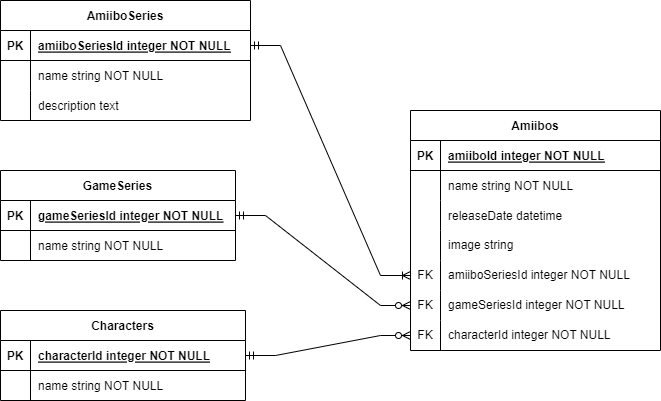 AmiiboSeries
PK amiiboSeriesId integer NOT NULL
name string NOT NULL
description text
GameSeries
PK gameSeriesId integer NOT NULL
name string NOT NULL
Characters
PK characterId integer NOT NULL
name string NOT NULL
Amiibos
PK amiiboId integer NOT NULL
name string NOT NULL
releaseDate datetime
image string
FK amiiboSeriesId integer NOT NULL
FK gameSeriesId integer NOT NULL
FK characterId integer NOT NULL